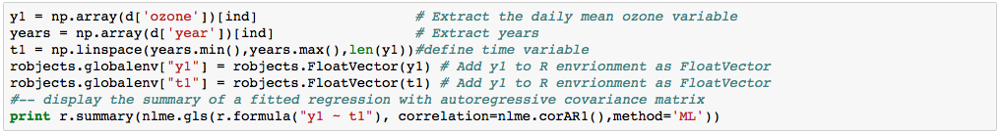 y1 = np.array(d['ozone'])[ind] # Extract the daily mean ozone variable
years = np.array(d['year'])[ind] # Extract years
t1 = np.linspace(years.min(),years.max(),len(y1))#define time variable
robjects.globalenv["y1"] = robjects.FloatVector(y1) # Add y1 to R envrionment as FloatVector
robjects.globalenv["t1"] = robjects.FloatVector(t1) # Add y1 to R envrionment as FloatVector
#-- display the summary of a fitted regression with autoregressive covariance matrix
print r.summary(nlme.gls(r.formula("y1 ~ t1"), correlation=nlme.corAR1(),method='ML'))